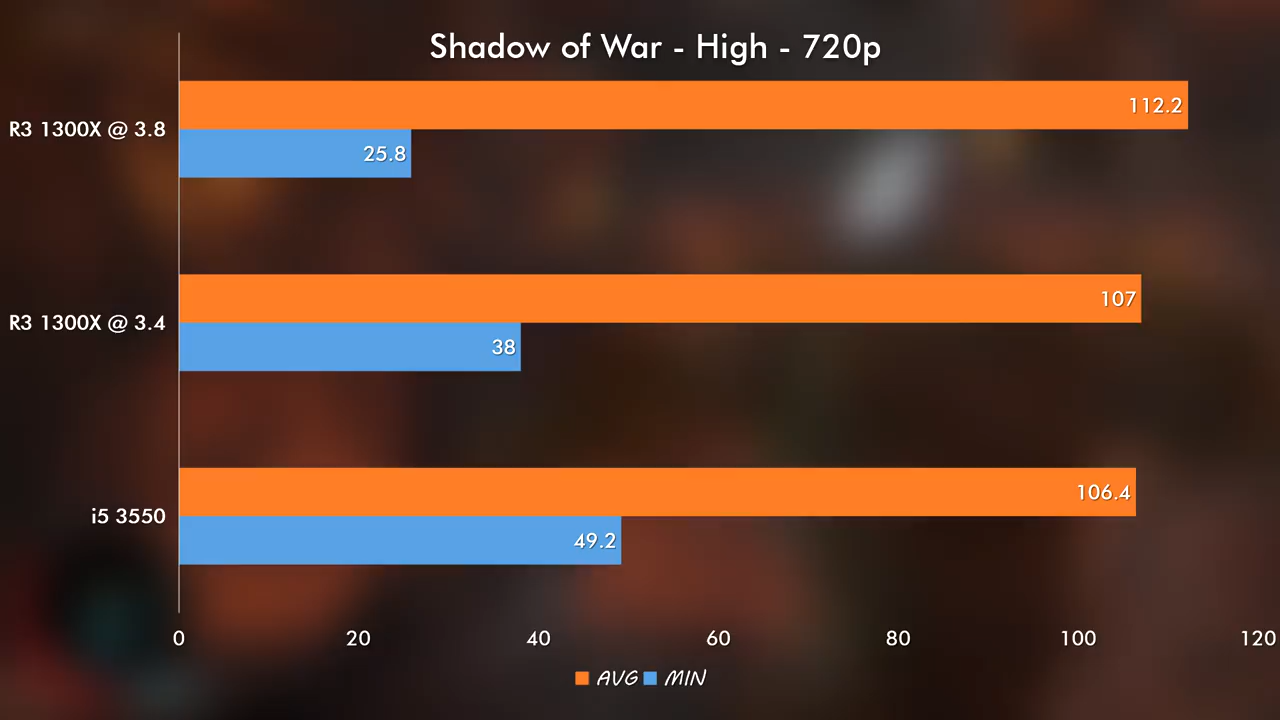 Shadow of War - High - 720p
R3 1300X @ 3.8
112.2
25.8
R3 1300X @ 3.4
107
38
i5 3550
106.4
49.2
0 20 40 60 80 100 120
AVG MIN